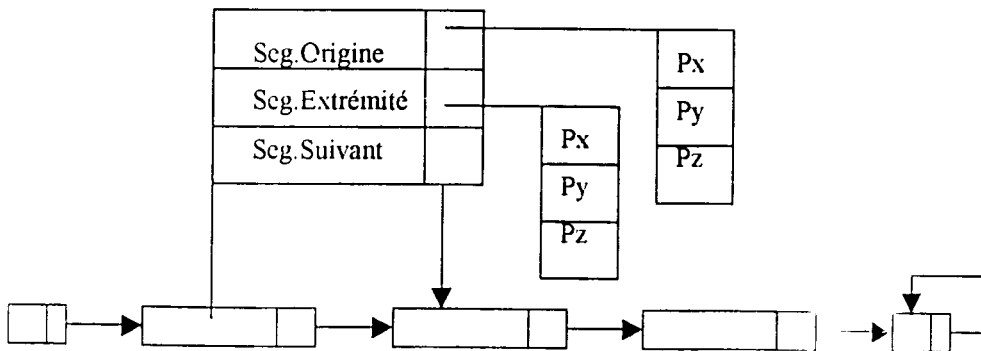 Seg.Origine
Seg.Extrémité
Seg.Suivant
Px
Py
Pz
Px
Py
Pz